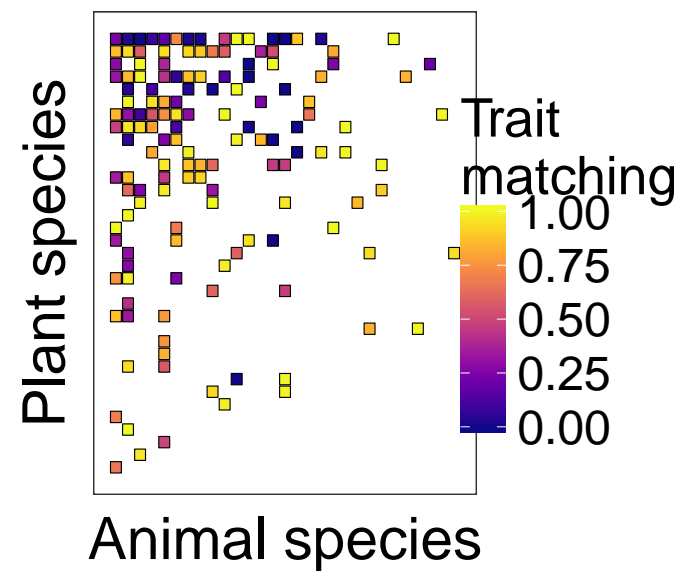 Plant species
Animal species
Trait
matching
1.00
0.75
0.50
0.25
0.00